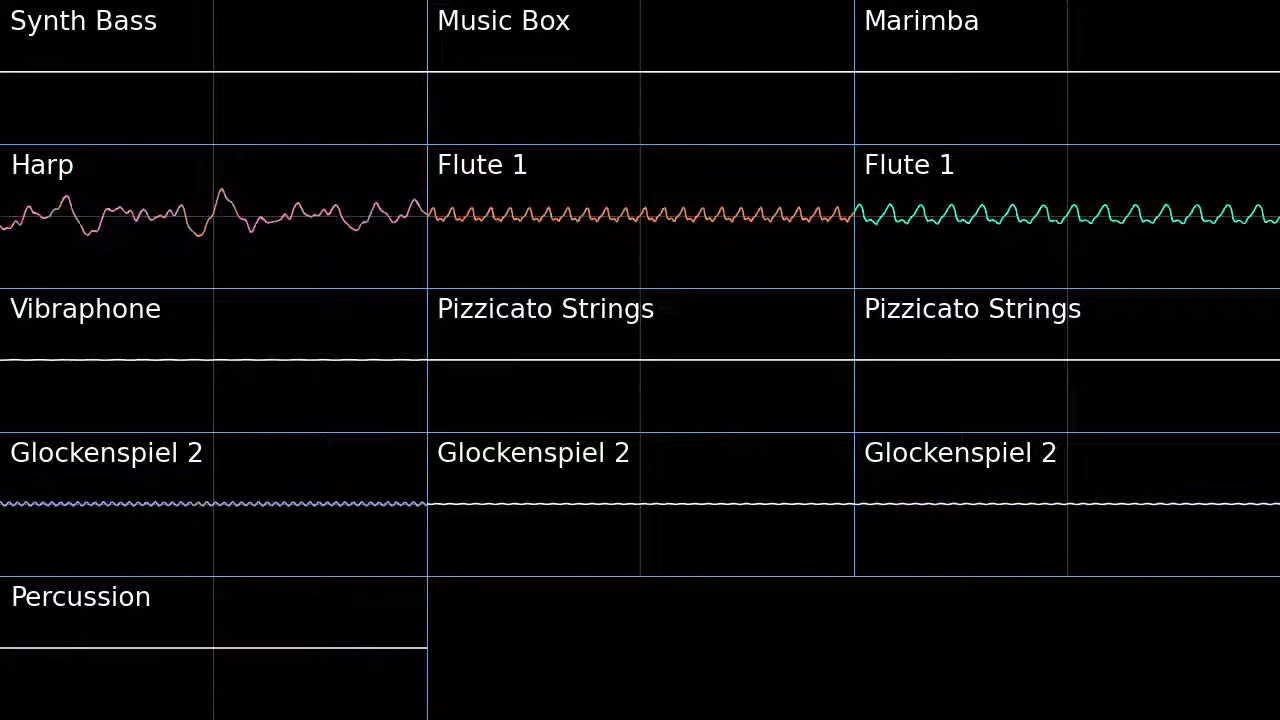 Synth Bass
Music Box
Marimba
Harp
Flute 1
Flute 1
Vibraphone
Pizzicato Strings
Pizzicato Strings
Glockenspiel 2
Glockenspiel 2
Glockenspiel 2
Percussion